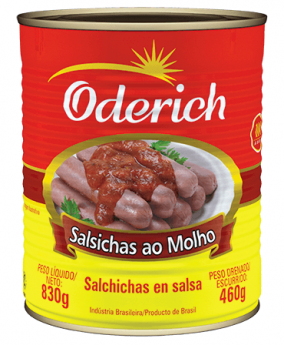 Oderich
Salsichas ao Molho
PESO LÍQUIDO/
NETO:
830g
Salchichas en salsa
PESO DRENADO/
ESCURRIDO:
460g
Indústria Brasileira/Producto de Brasil